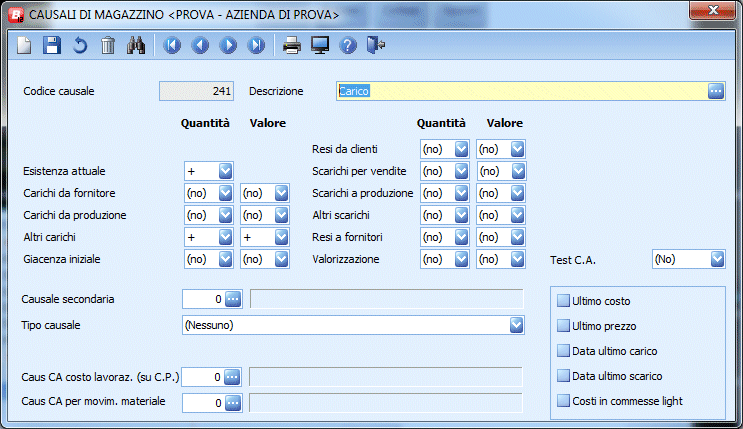 CAUSALI DI MAGAZZINO <PROVA - AZIENDA DI PROVA>
Codice causale 241 Descrizione Carico
Quantità Valore Quantità Valore
Resi da clienti (no) (no)
Esistenza attuale + Scarichi per vendite (no) (no)
Carichi da fornitore (no) (no) Scarichi a produzione (no) (no)
Carichi da produzione (no) (no) Altri scarichi (no) (no)
Altri carichi + + Resi a fornitori (no) (no)
Giacenza iniziale (no) (no) Valorizzazione (no) (no) Test C.A. (No)
Causale secondaria 0
Tipo causale (Nessuno)
Caus CA costo lavoraz. (su C.P.) 0
Caus CA per movim. materiale 0
Ultimo costo
Ultimo prezzo
Data ultimo carico
Data ultimo scarico
Costi in commesse light